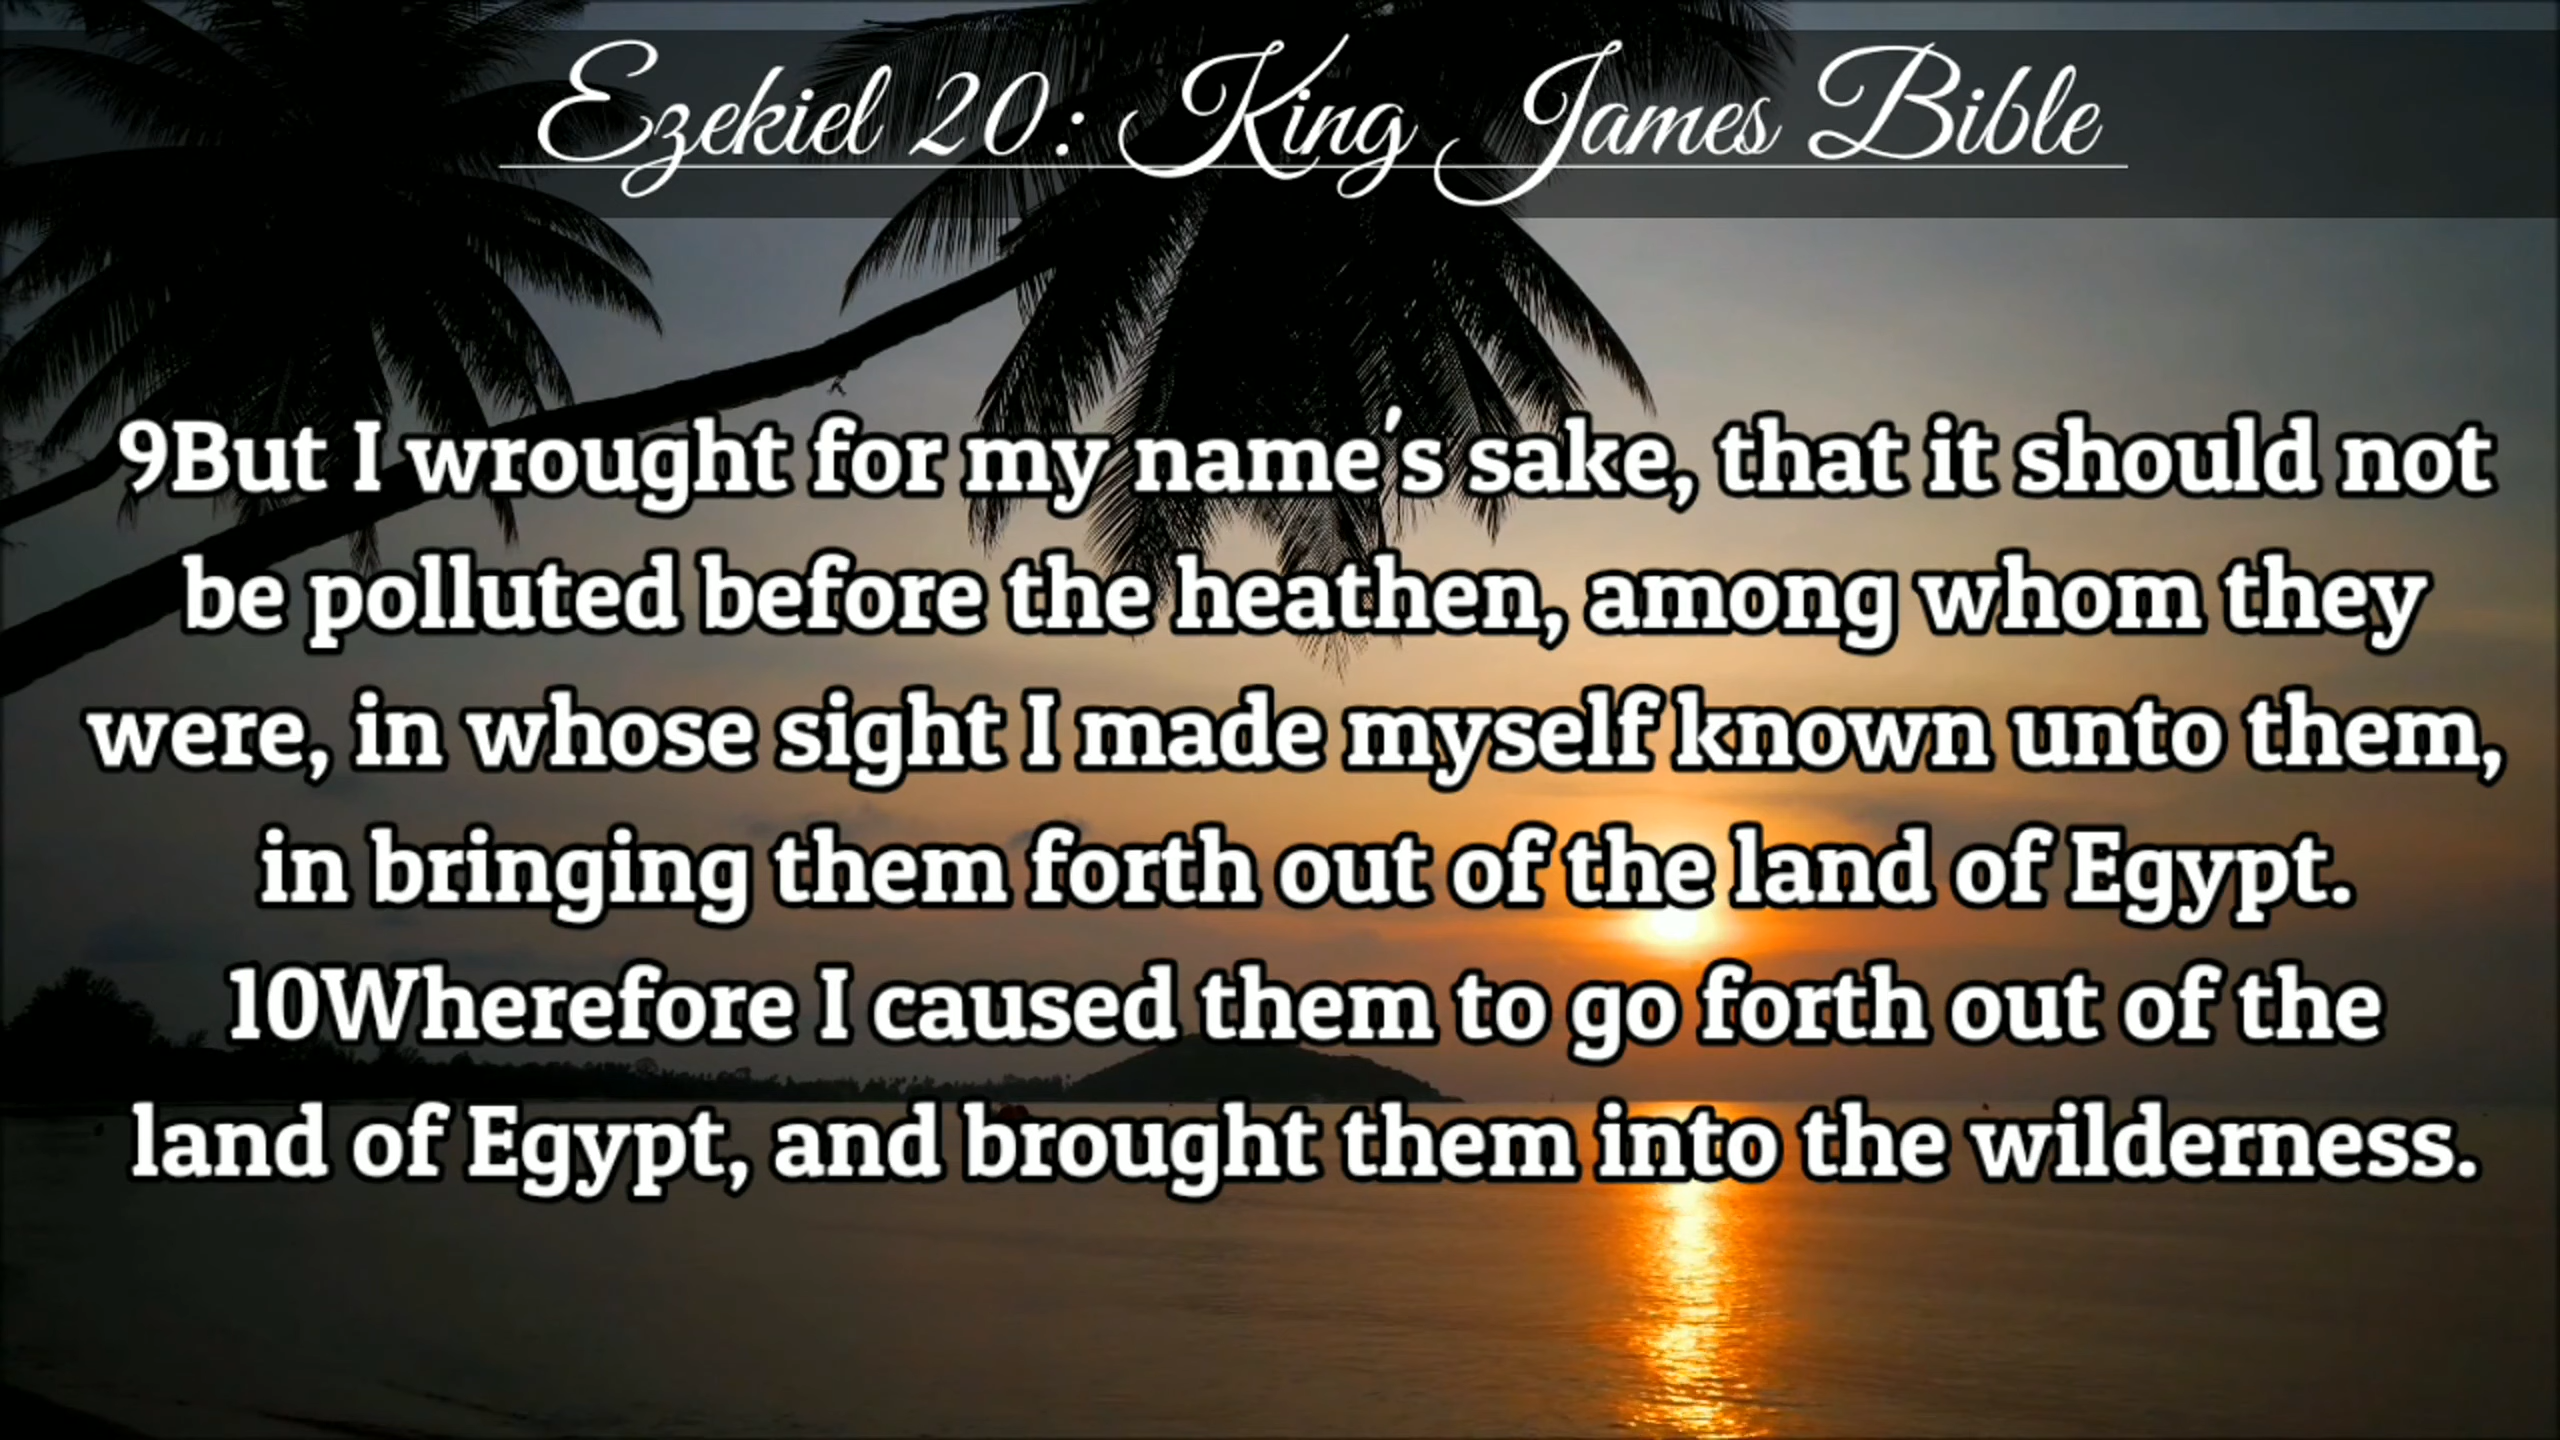 Ezekiel 20: King James Bible
9But I wrought for my name's sake, that it should not
be polluted before the heathen, among whom they
were, in whose sight I made myself known unto them,
in bringing them forth out of the land of Egypt.
10Wherefore I caused them to go forth out of the
land of Egypt, and brought them into the wilderness.